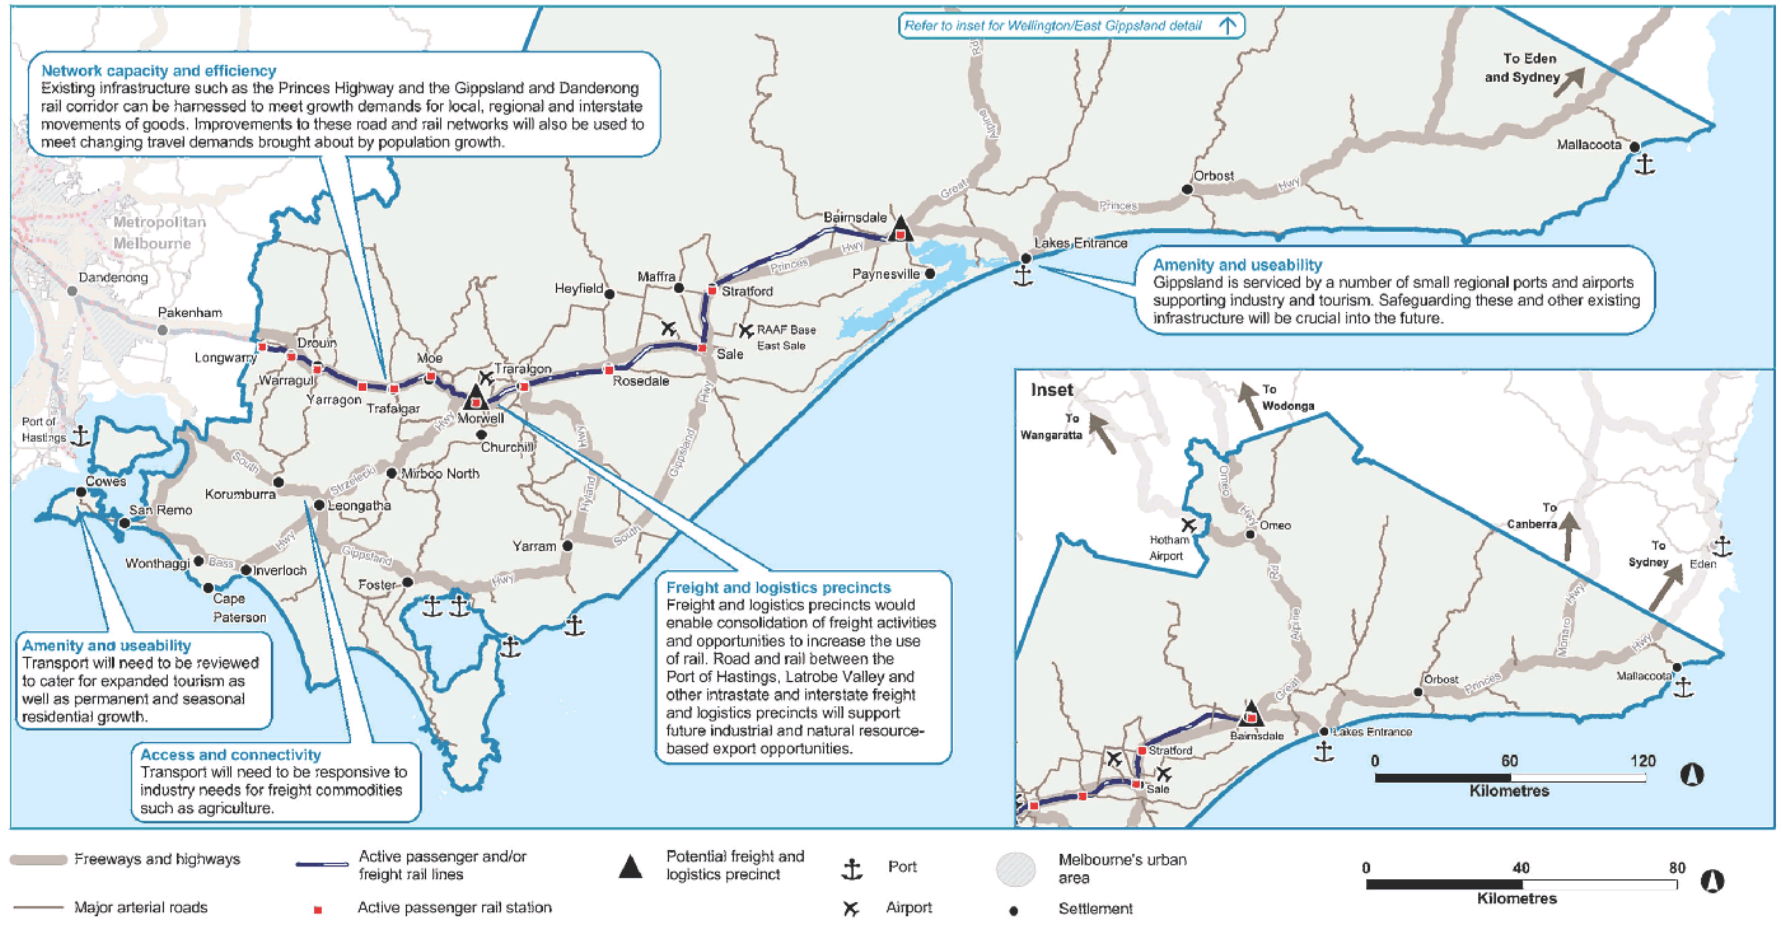 Refer to inset for Wellington/East Gippsland detail
Network capacity and efficiency
Existing infrastructure such as the Princes Highway and the Gippsland and Dandenong
rail corridor can be harnessed to meet growth demands for local, regional and interstate
movements of goods. Improvements to these road and rail networks will also be used to
meet changing travel demands brought about by population growth.
To Eden
and Sydney
Mallacoota
Orbost
Hwy
Princes
Great
Alpine
Rd
Metropolitan
Melbourne
Dandenong
Pakenham
Bairnsdale
Hwy
Princes
Lakes Entrance
Paynesville
Maffra
Heyfield
Stratford
RAAF Base
East Sale
Sale
Amenity and useability
Gippsland is serviced by a number of small regional ports and airports
supporting industry and tourism. Safeguarding these and other existing
infrastructure will be crucial into the future.
Longwarry
Drouin
Warragul
Yarragon
Trafalgar
Moe
Traralgon
Rosedale
Morwell
Churchill
Hwy
Port of
Hastings
Cowes
San Remo
South
Korumburra
Strzelecki
Mirboo North
Leongatha
Hwy
Hyland
Hwy
Gippsland
South
Yarram
Wonthaggi
Bass
Hwy
Inverloch
Gippsland
Foster
Hwy
Cape
Paterson
Amenity and useability
Transport will need to be reviewed
to cater for expanded tourism as
well as permanent and seasonal
residential growth.
Access and connectivity
Transport will need to be responsive to
industry needs for freight commodities
such as agriculture.
Freight and logistics precincts
Freight and logistics precincts would
enable consolidation of freight activities
and opportunities to increase the use
of rail. Road and rail between the
Port of Hastings, Latrobe Valley and
other intrastate and interstate freight
and logistics precincts will support
future industrial and natural resource-
based export opportunities.
Inset
To
Wangaratta
To
Wodonga
Omeo
Hwy
Omeo
Hotham
Airport
Rd
Alpine
Great
To
Canberra
To
Sydney
Eden
Monaro Hwy
Hwy
Princes
Mallacoota
Orbost
Bairnsdale
Lakes Entrance
Stratford
Sale
0 60 120
Kilometres
Freeways and highways
Major arterial roads
Active passenger and/or
freight rail lines
Active passenger rail station
Potential freight and
logistics precinct
Port
Airport
Melbourne's urban
area
Settlement
0 40 80
Kilometres